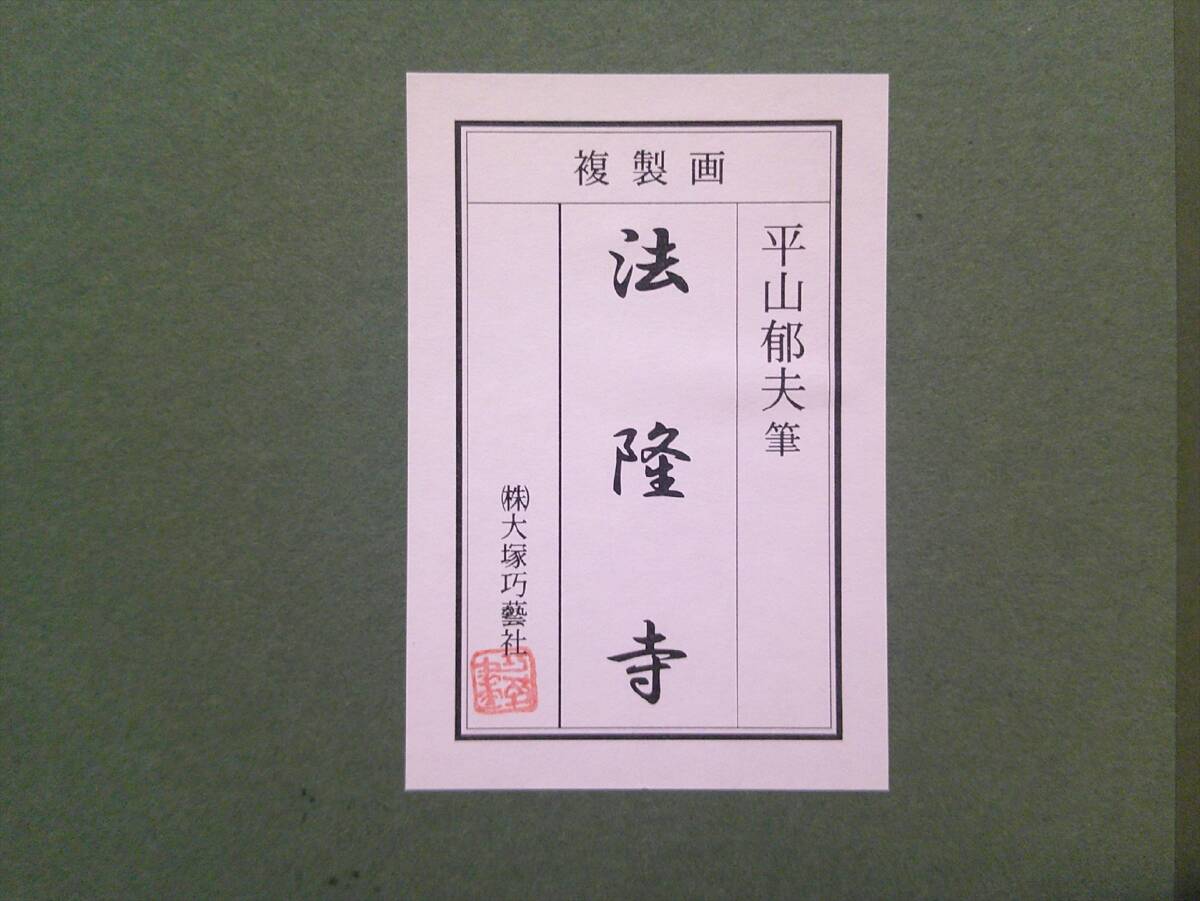 複製画
平山郁夫筆
法隆寺
㈱大塚巧藝社